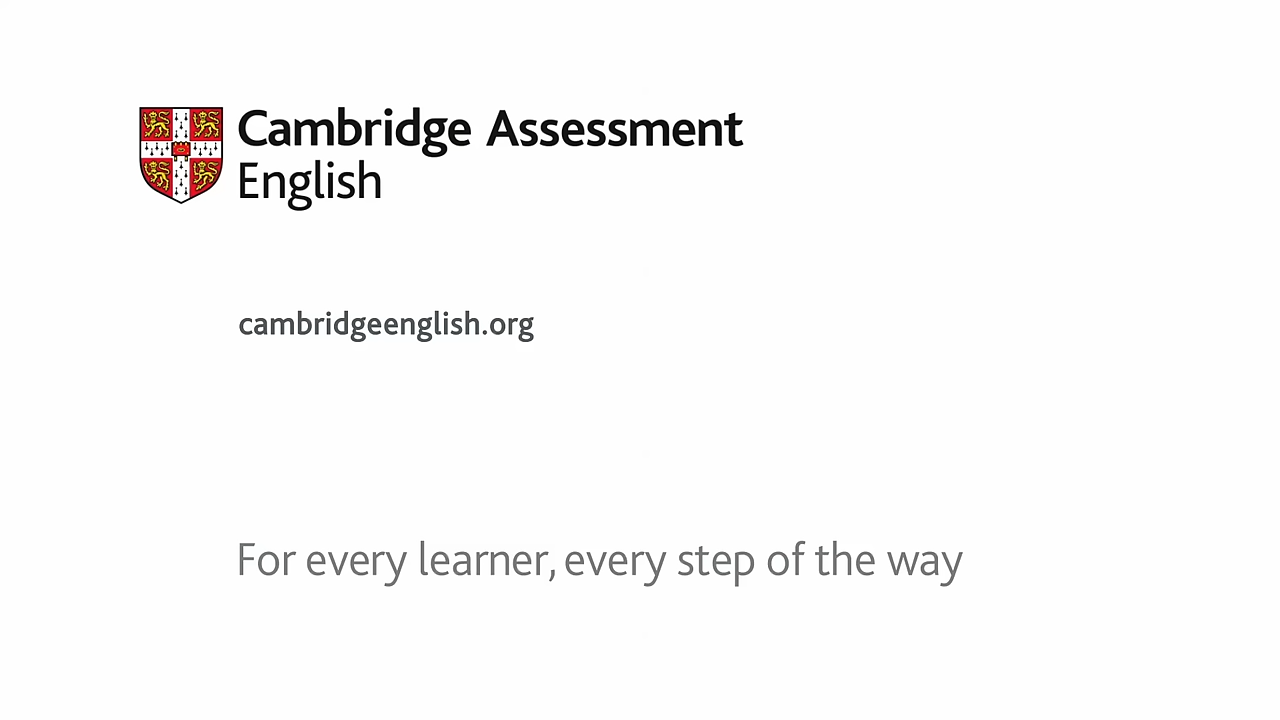 Cambridge Assessment
English
cambridgeenglish.org
For every learner, every step of the way